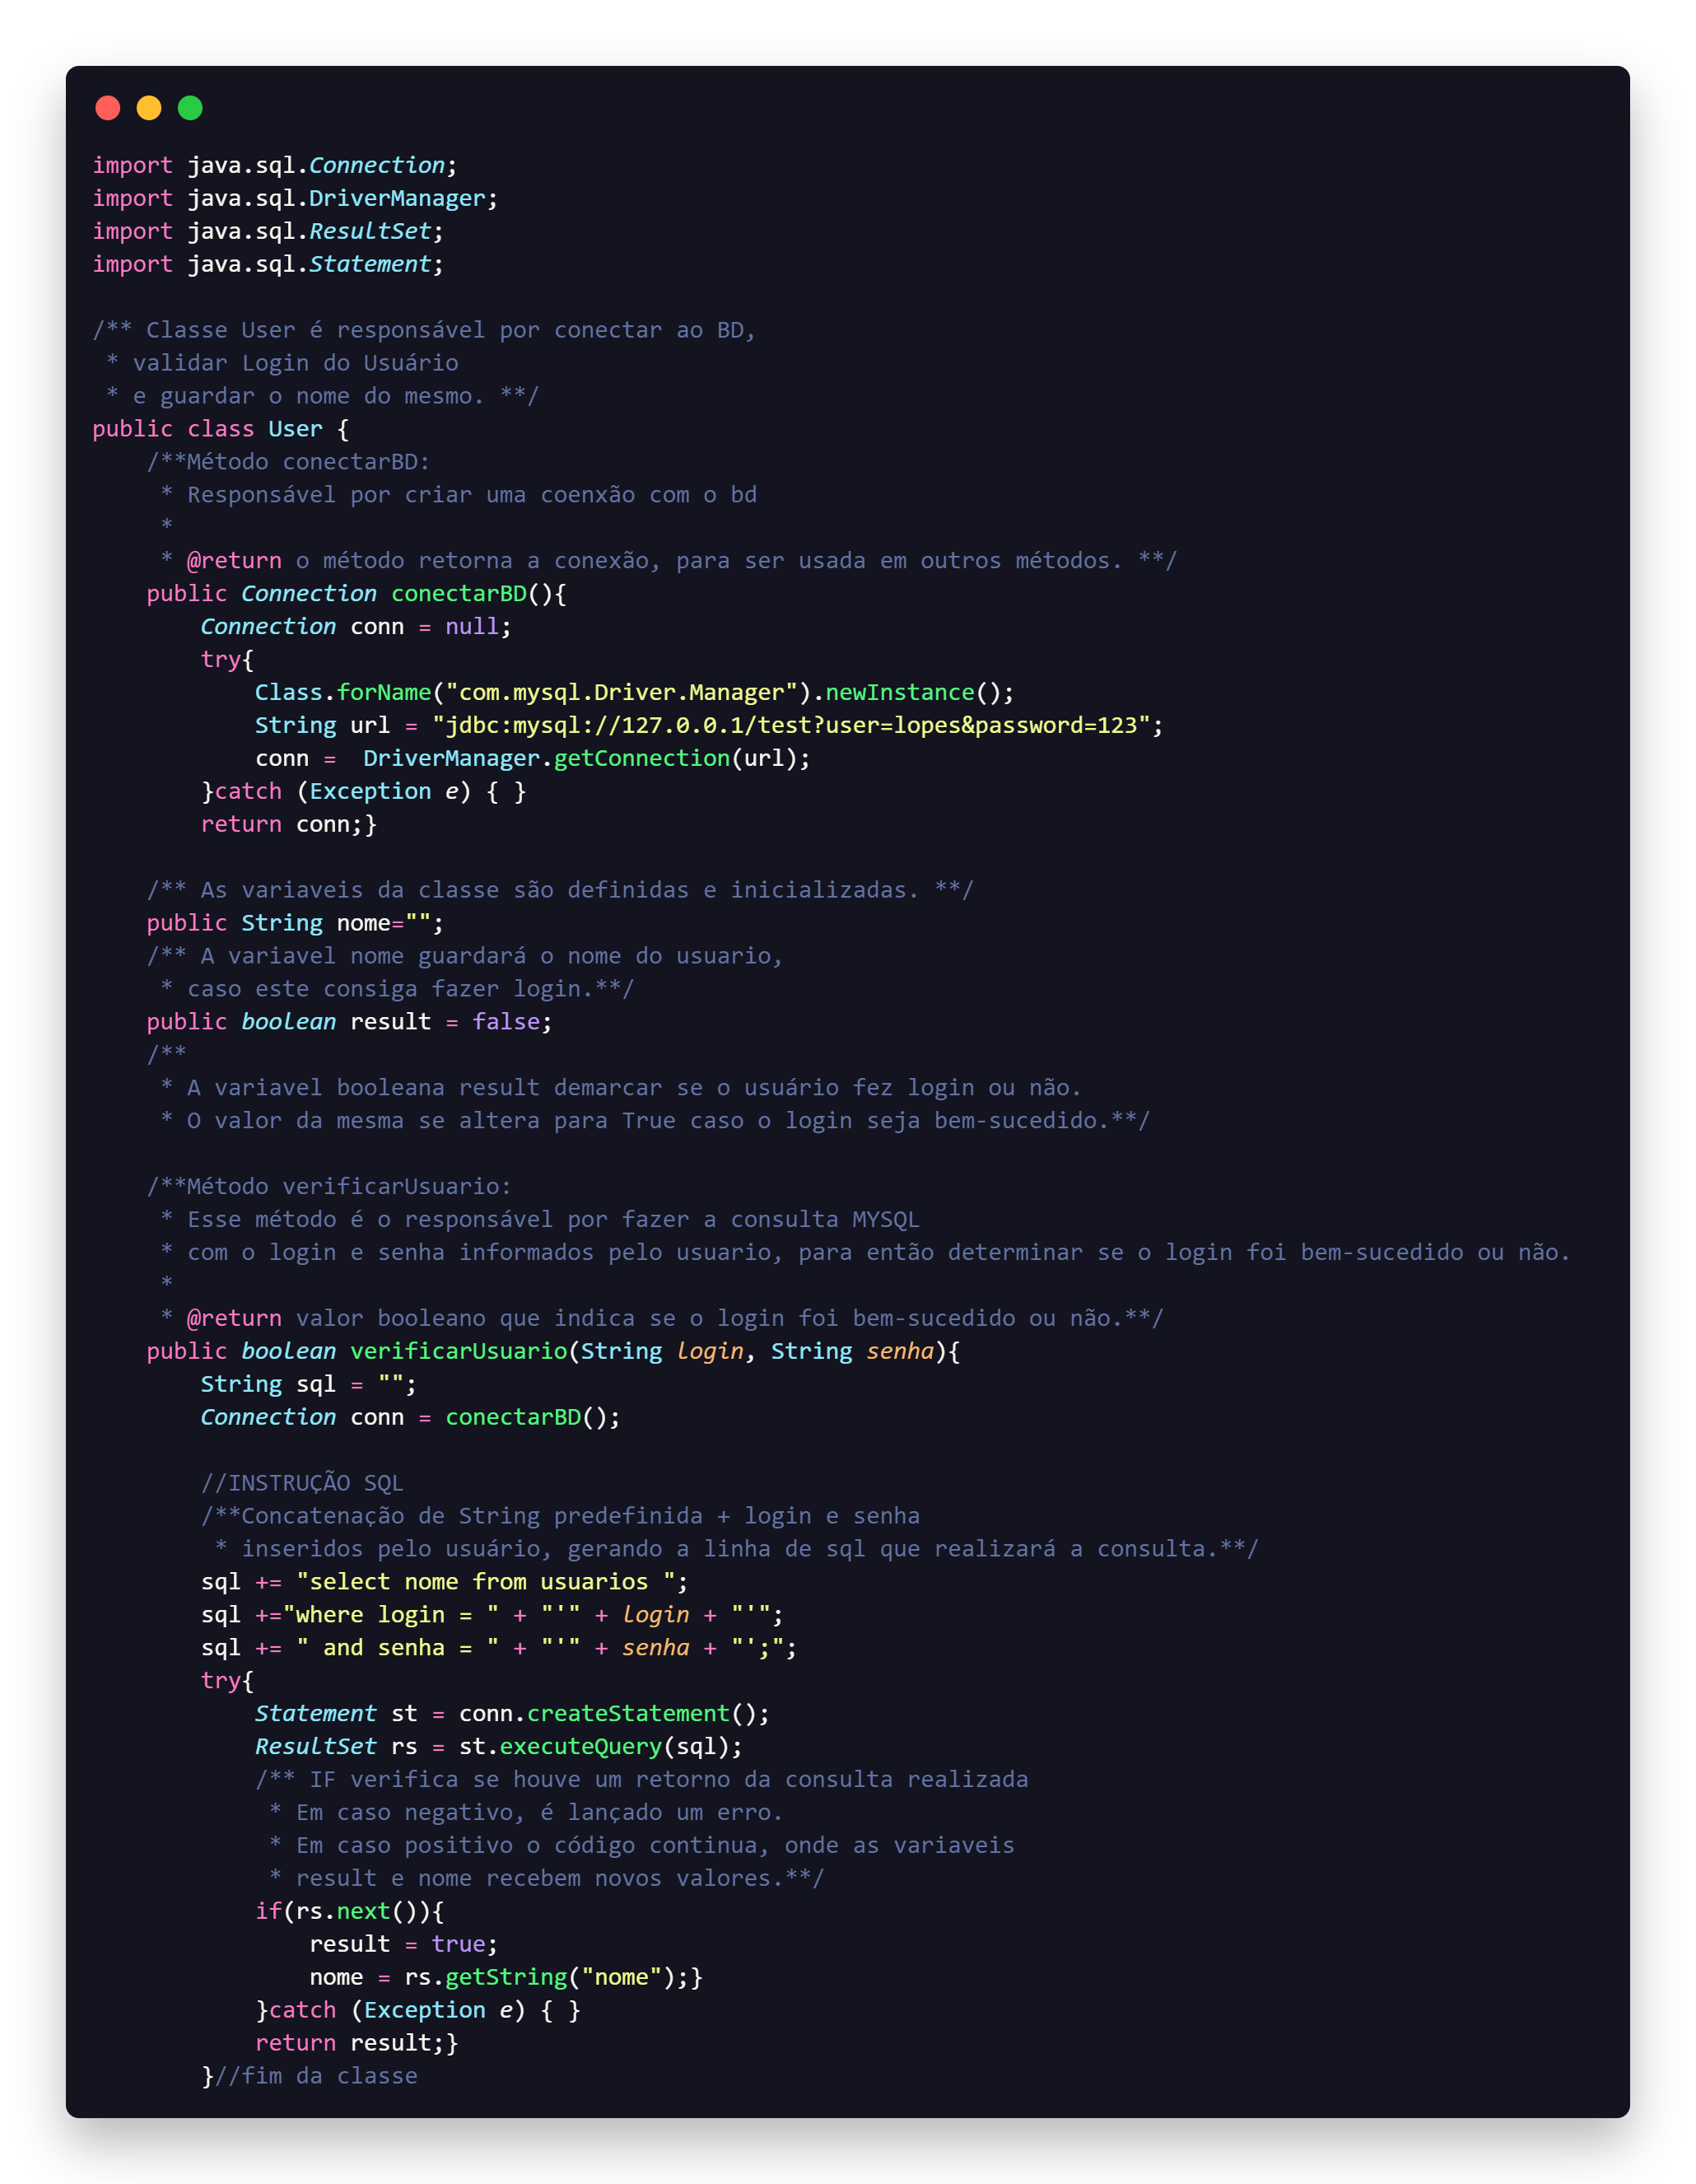 import java.sql.Connection;
import java.sql.DriverManager;
import java.sql.ResultSet;
import java.sql.Statement;

/** Classe User é responsável por conectar ao BD,
 * validar Login do Usuário
 * e guardar o nome do mesmo. **/
public class User {
    /**Método conectarBD:
     * Responsável por criar uma coenxão com o bd
     *
     * @return o método retorna a conexão, para ser usada em outros métodos. **/
    public Connection conectarBD(){
        Connection conn = null;
        try{
            Class.forName("com.mysql.Driver.Manager").newInstance();
            String url = "jdbc:mysql://127.0.0.1/test?user=lopes&password=123";
            conn =  DriverManager.getConnection(url);
        }catch (Exception e) { }
        return conn;}

    /** As variaveis da classe são definidas e inicializadas. **/
    public String nome="";
    /** A variavel nome guardará o nome do usuario,
     * caso este consiga fazer login.**/
    public boolean result = false;
    /**
     * A variavel booleana result demarcar se o usuário fez login ou não.
     * O valor da mesma se altera para True caso o login seja bem-sucedido.**/

    /**Método verificarUsuario:
     * Esse método é o responsável por fazer a consulta MYSQL
     * com o login e senha informados pelo usuario, para então determinar se o login foi bem-sucedido ou não.
     *
     * @return valor booleano que indica se o login foi bem-sucedido ou não.**/
    public boolean verificarUsuario(String login, String senha){
        String sql = "";
        Connection conn = conectarBD();

        //INSTRUÇÃO SQL
        /**Concatenação de String predefinida + login e senha
         * inseridos pelo usuário, gerando a linha de sql que realizará a consulta.**/
        sql += "select nome from usuarios ";
        sql +="where login = " + "'" + login + "'";
        sql += " and senha = " + "'" + senha + "';";
        try{
            Statement st = conn.createStatement();
            ResultSet rs = st.executeQuery(sql);
            /** IF verifica se houve um retorno da consulta realizada
             * Em caso negativo, é lançado um erro.
             * Em caso positivo o código continua, onde as variaveis
             * result e nome recebem novos valores.**/
            if(rs.next()){
                result = true;
                nome = rs.getString("nome");}
            }catch (Exception e) { }
            return result;}
        }//fim da classe